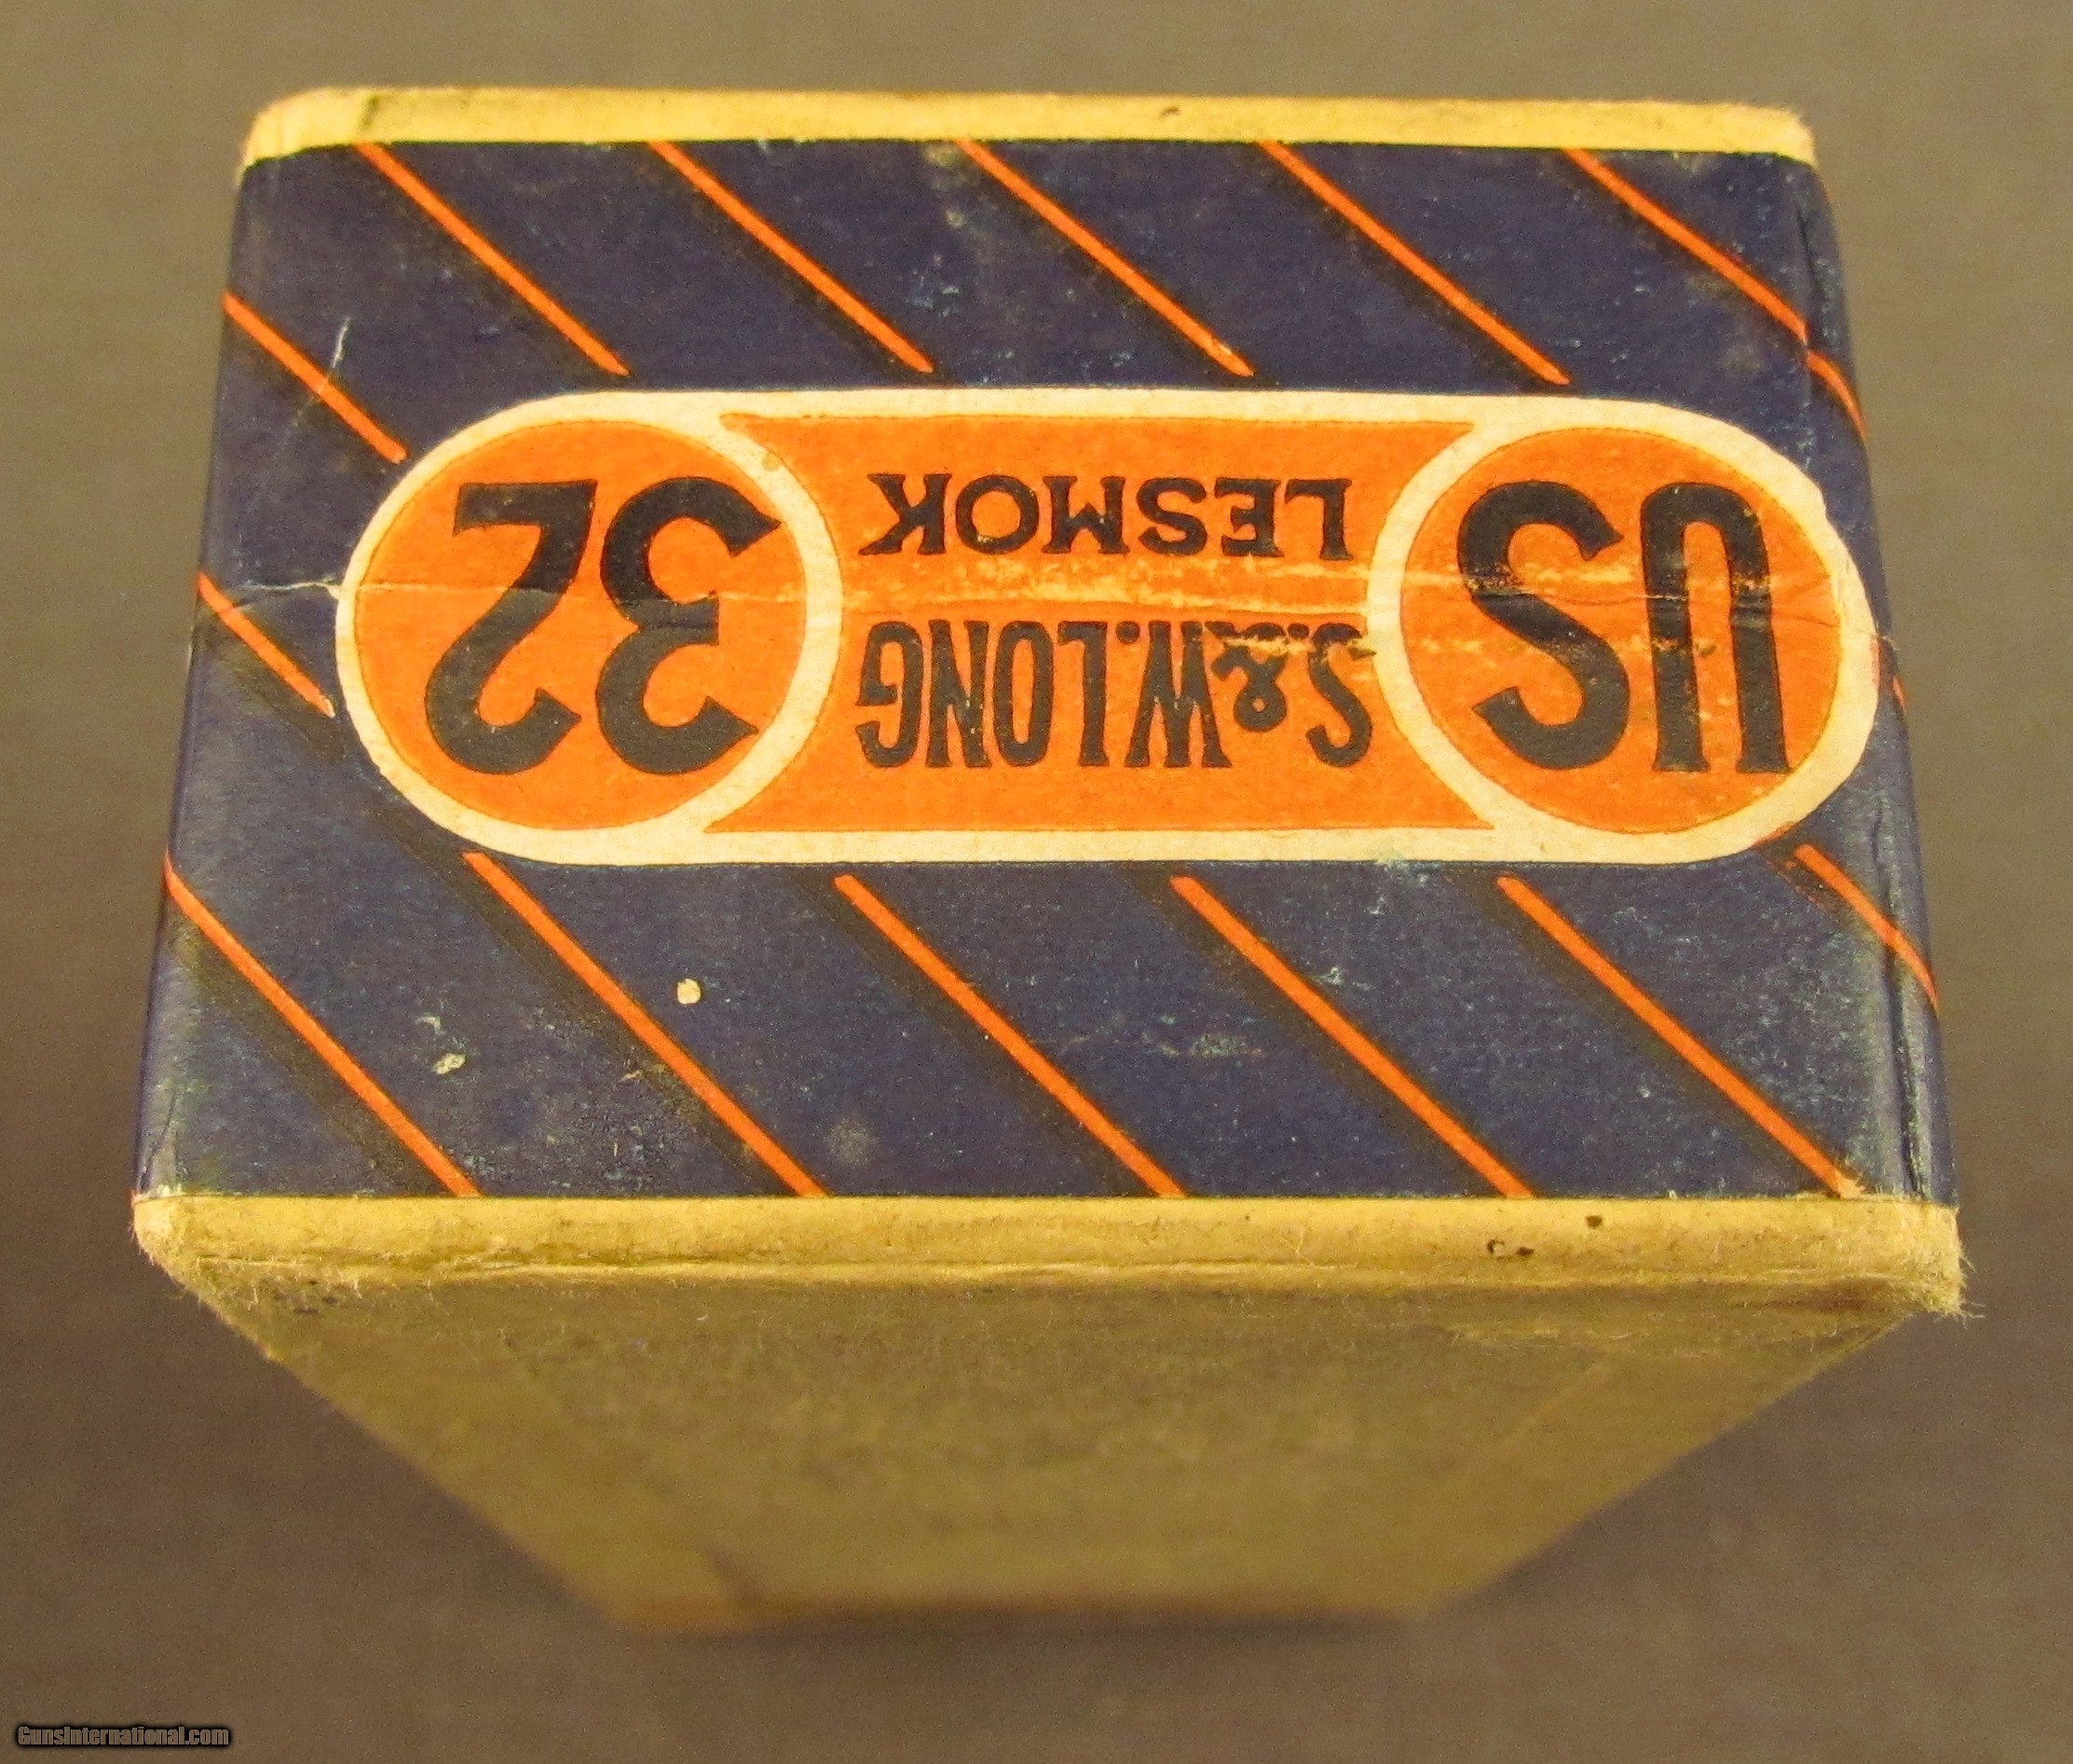 US
S.&W. LONG
LESMOK
32
GunsInternational.com